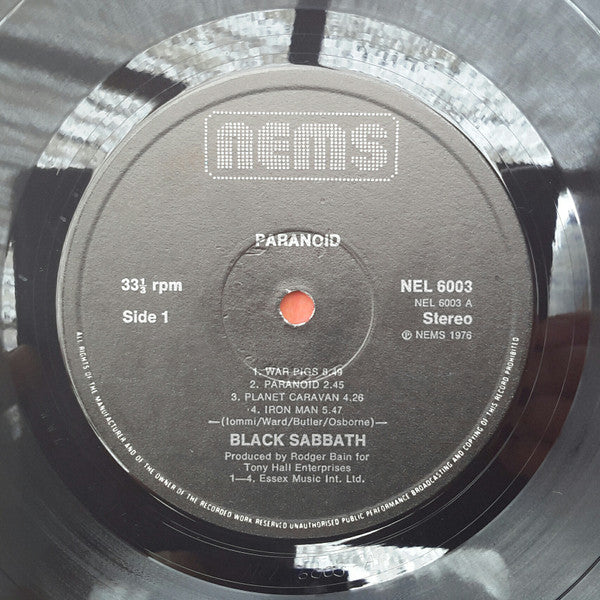 nems
PARANOID
33⅓ rpm
NEL 6003
NEL 6003 A
Side 1
Stereo
℗ NEMS 1976
1. WAR PIGS 8.49
2. PARANOID 2.45
3. PLANET CARAVAN 4.26
4. IRON MAN 5.47
(Iommi/Ward/Butler/Osborne)
BLACK SABBATH
Produced by Rodger Bain for
Tony Hall Enterprises
1—4. Essex Music Int. Ltd.
ALL RIGHTS OF THE MANUFACTURER AND OF THE OWNER OF THE RECORDED WORK RESERVED UNAUTHORISED PUBLIC PERFORMANCE BROADCASTING AND COPYING OF THIS RECORD PROHIBITED